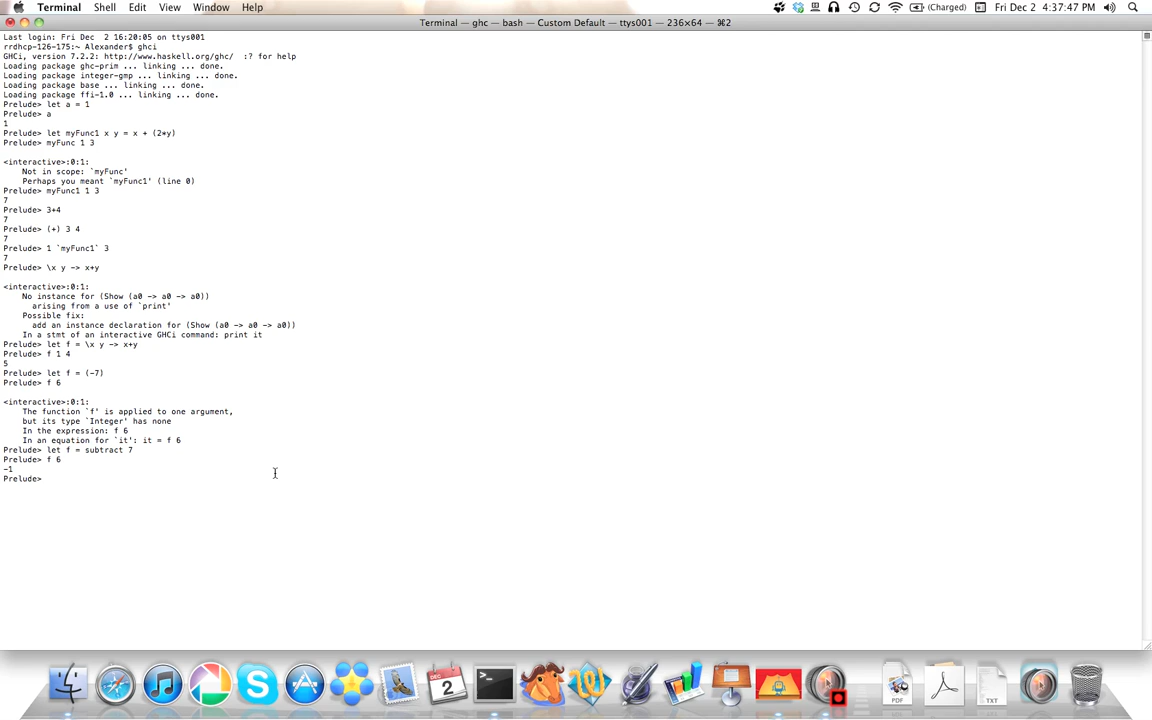 Terminal Shell Edit View Window Help (Charged) Fri Dec 2 4:37:47 PM
Terminal — ghc — bash — Custom Default — ttys001 — 236×64 — ⌘2
Last login: Fri Dec  2 16:20:05 on ttys001
rrdhcp-126-175:~ Alexander$ ghci
GHCi, version 7.2.2: http://www.haskell.org/ghc/  :? for help
Loading package ghc-prim ... linking ... done.
Loading package integer-gmp ... linking ... done.
Loading package base ... linking ... done.
Loading package ffi-1.0 ... linking ... done.
Prelude> let a = 1
Prelude> a
1
Prelude> let myFunc1 x y = x + (2*y)
Prelude> myFunc 1 3
<interactive>:0:1:
    Not in scope: `myFunc'
    Perhaps you meant `myFunc1' (line 0)
Prelude> myFunc1 1 3
7
Prelude> 3+4
7
Prelude> (+) 3 4
7
Prelude> 1 `myFunc1` 3
7
Prelude> \x y -> x+y
<interactive>:0:1:
    No instance for (Show (a0 -> a0 -> a0))
      arising from a use of `print'
    Possible fix:
      add an instance declaration for (Show (a0 -> a0 -> a0))
    In a stmt of an interactive GHCi command: print it
Prelude> let f = \x y -> x+y
Prelude> f 1 4
5
Prelude> let f = (-7)
Prelude> f 6
<interactive>:0:1:
    The function `f' is applied to one argument,
    but its type `Integer' has none
    In the expression: f 6
    In an equation for `it': it = f 6
Prelude> let f = subtract 7
Prelude> f 6
-1
Prelude>
DEC
2
PDF
TXT